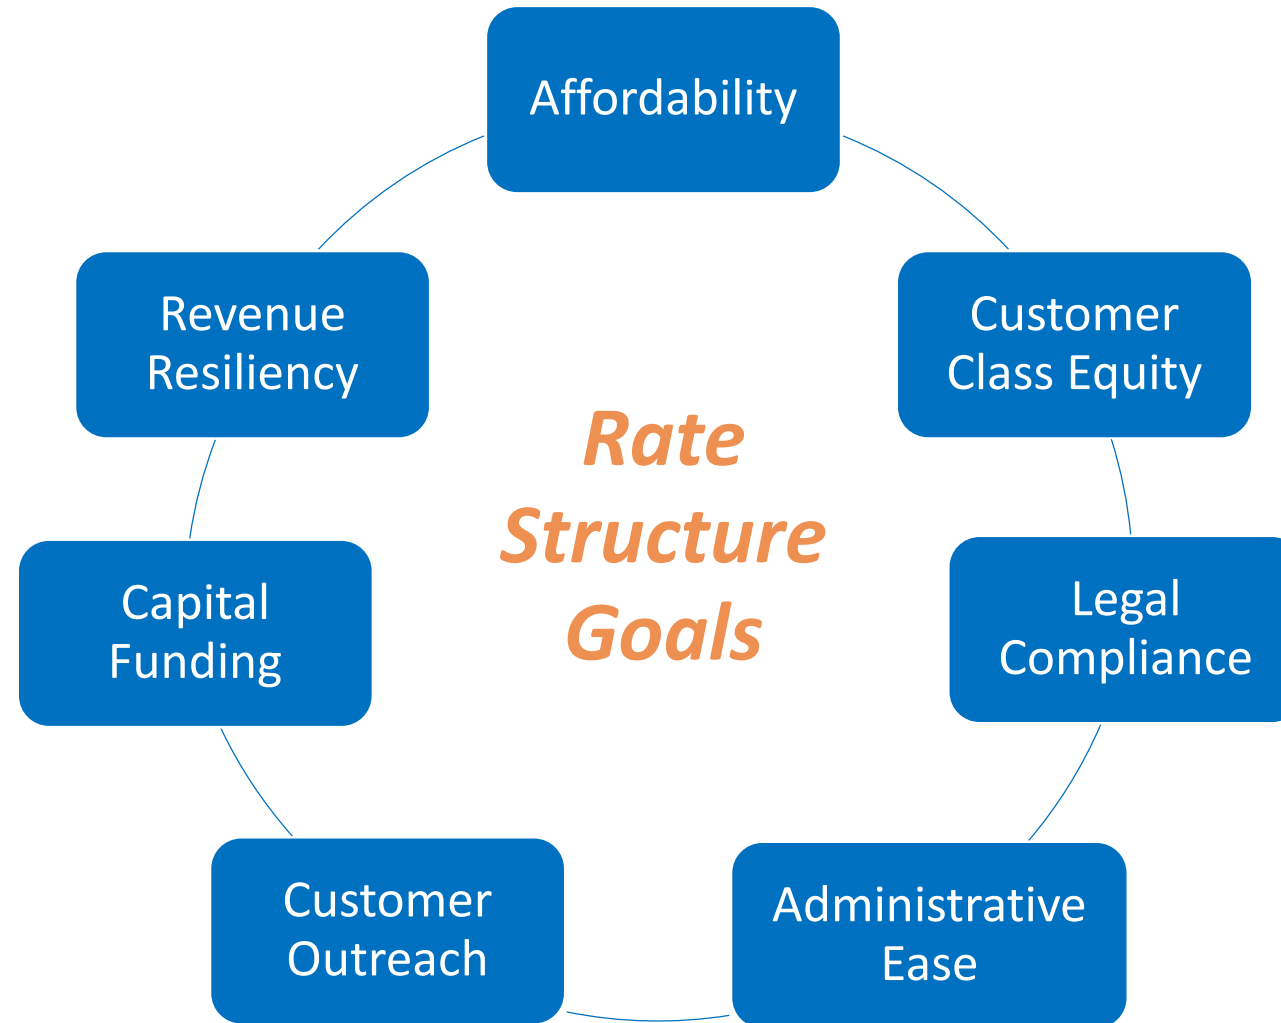 Affordability
Customer
Class Equity
Legal
Compliance
Administrative
Ease
Customer
Outreach
Capital
Funding
Revenue
Resiliency
Rate
Structure
Goals